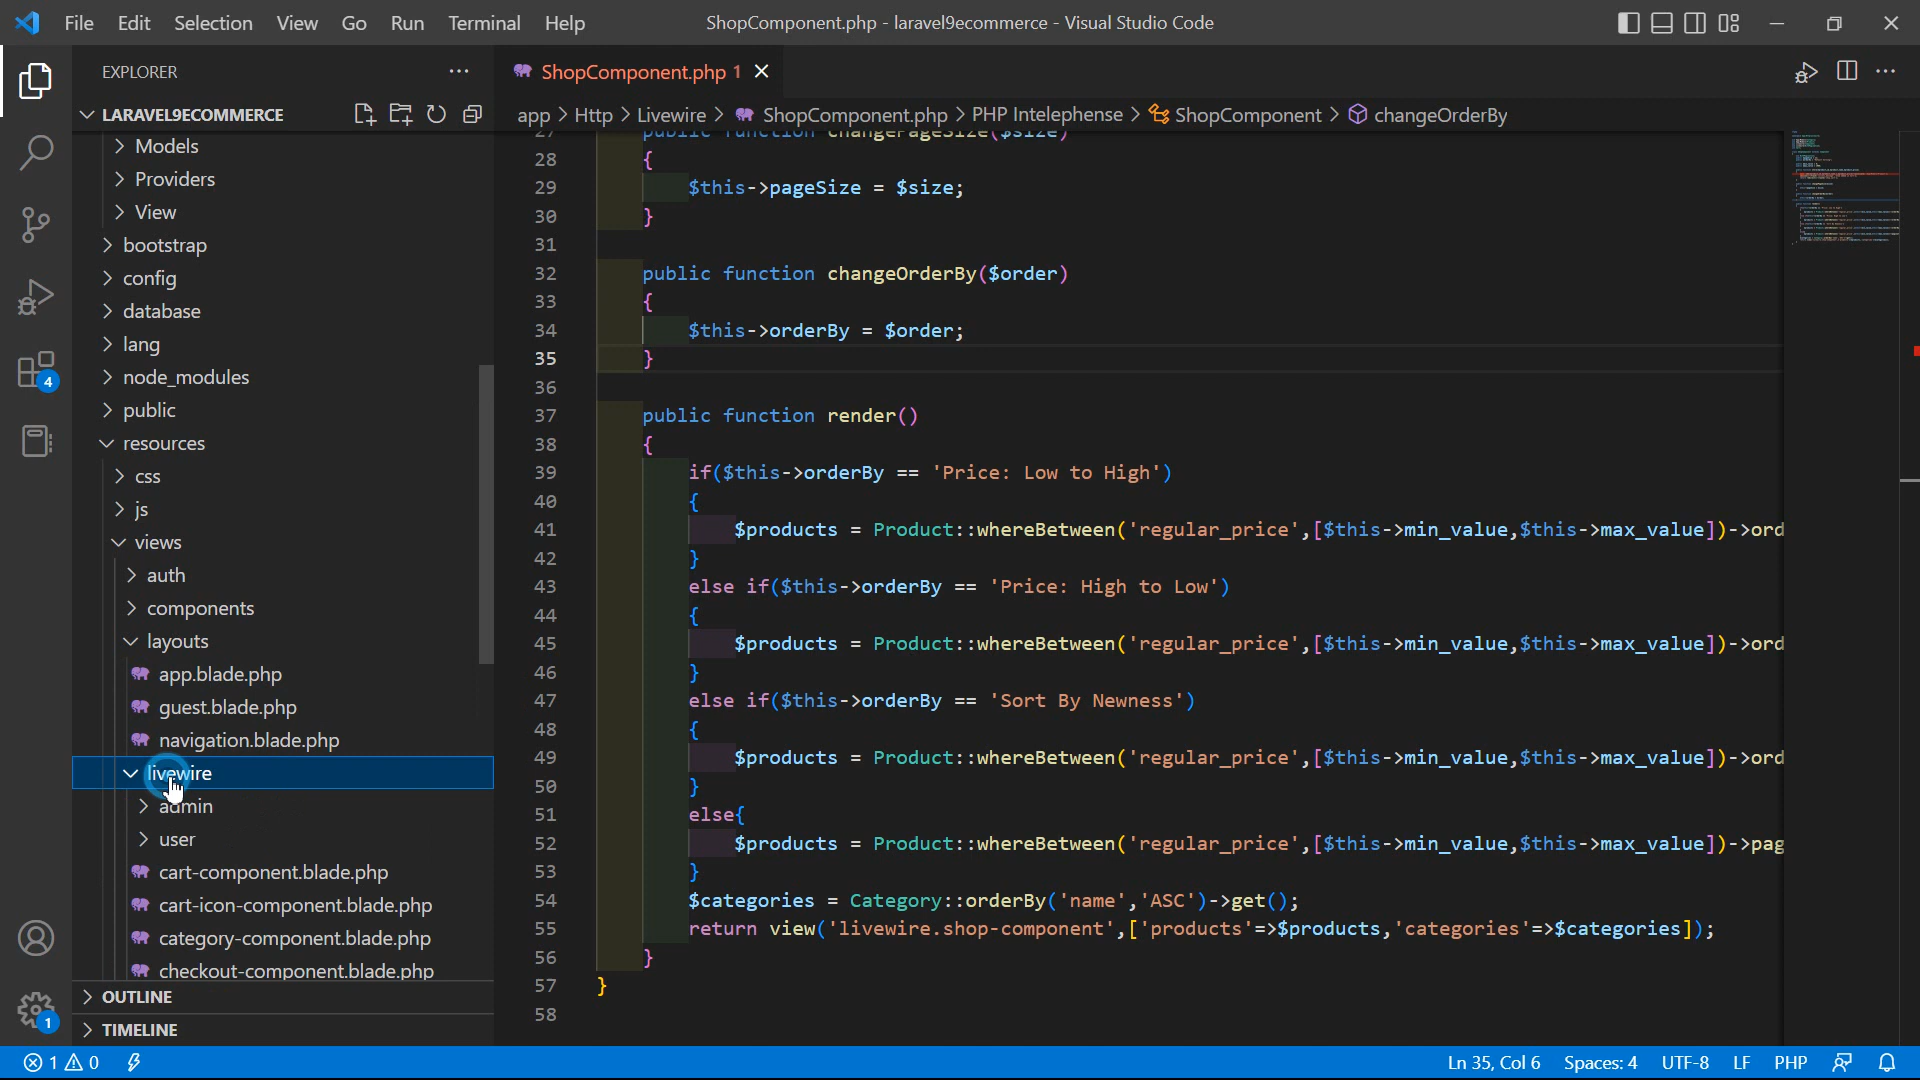 File Edit Selection View Go Run Terminal Help
ShopComponent.php - laravel9ecommerce - Visual Studio Code
EXPLORER
LARAVEL9ECOMMERCE
Models
Providers
View
bootstrap
config
database
lang
node_modules
public
resources
css
js
views
auth
components
layouts
app.blade.php
guest.blade.php
navigation.blade.php
livewire
admin
user
cart-component.blade.php
cart-icon-component.blade.php
category-component.blade.php
checkout-component.blade.php
OUTLINE
TIMELINE
4
1
ShopComponent.php 1
app > Http > Livewire > ShopComponent.php > PHP Intelephense > ShopComponent > changeOrderBy
27 public function changePageSize($size)
28 {
29 $this->pageSize = $size;
30 }
31
32 public function changeOrderBy($order)
33 {
34 $this->orderBy = $order;
35 }
36
37 public function render()
38 {
39 if($this->orderBy == 'Price: Low to High')
40 {
41 $products = Product::whereBetween('regular_price',[$this->min_value,$this->max_value])->ord
42 }
43 else if($this->orderBy == 'Price: High to Low')
44 {
45 $products = Product::whereBetween('regular_price',[$this->min_value,$this->max_value])->ord
46 }
47 else if($this->orderBy == 'Sort By Newness')
48 {
49 $products = Product::whereBetween('regular_price',[$this->min_value,$this->max_value])->ord
50 }
51 else{
52 $products = Product::whereBetween('regular_price',[$this->min_value,$this->max_value])->pag
53 }
54 $categories = Category::orderBy('name','ASC')->get();
55 return view('livewire.shop-component',['products'=>$products,'categories'=>$categories]);
56 }
57 }
58
1 0
Ln 35, Col 6 Spaces: 4 UTF-8 LF PHP